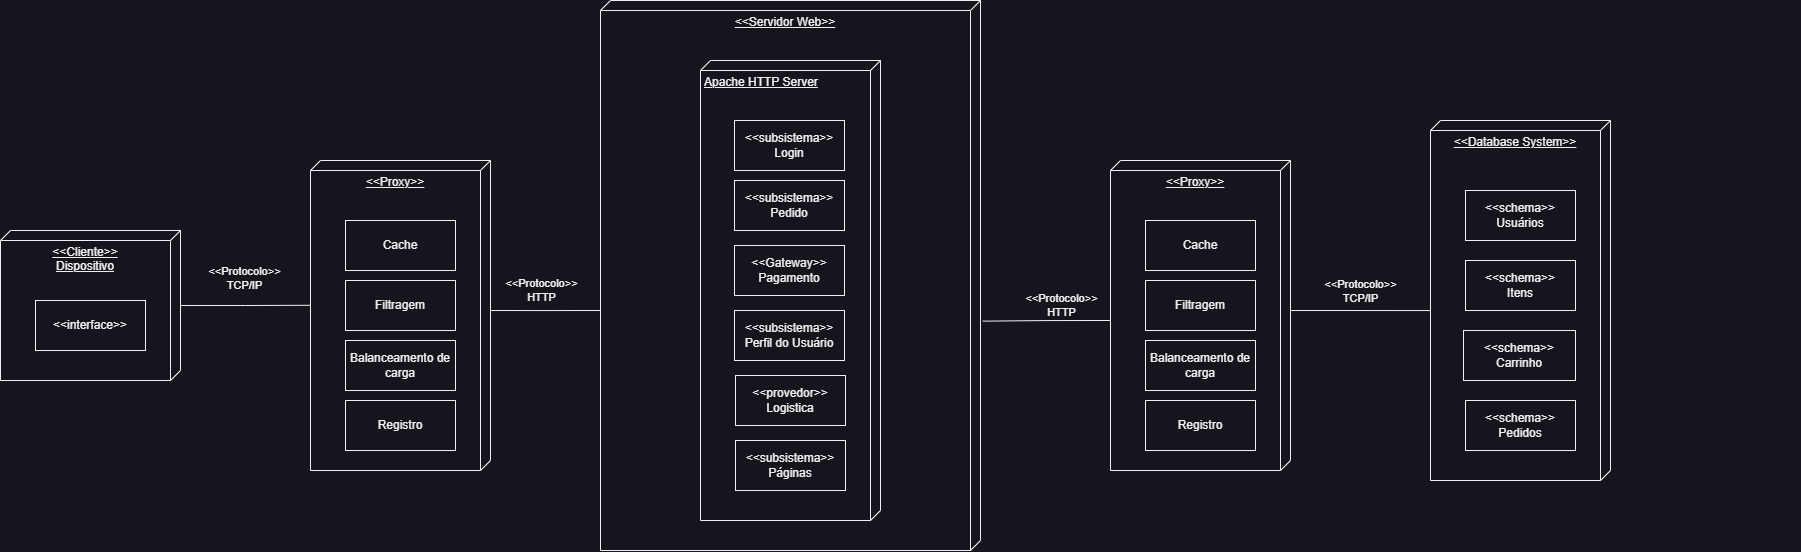 <<Cliente>>
Dispositivo
<<interface>>
<<Protocolo>>
TCP/IP
<<Proxy>>
Cache
Filtragem
Balanceamento de
carga
Registro
<<Protocolo>>
HTTP
<<Servidor Web>>
Apache HTTP Server
<<subsistema>>
Login
<<subsistema>>
Pedido
<<Gateway>>
Pagamento
<<subsistema>>
Perfil do Usuário
<<provedor>>
Logistica
<<subsistema>>
Páginas
<<Protocolo>>
HTTP
<<Proxy>>
Cache
Filtragem
Balanceamento de
carga
Registro
<<Protocolo>>
TCP/IP
<<Database System>>
<<schema>>
Usuários
<<schema>>
Itens
<<schema>>
Carrinho
<<schema>>
Pedidos